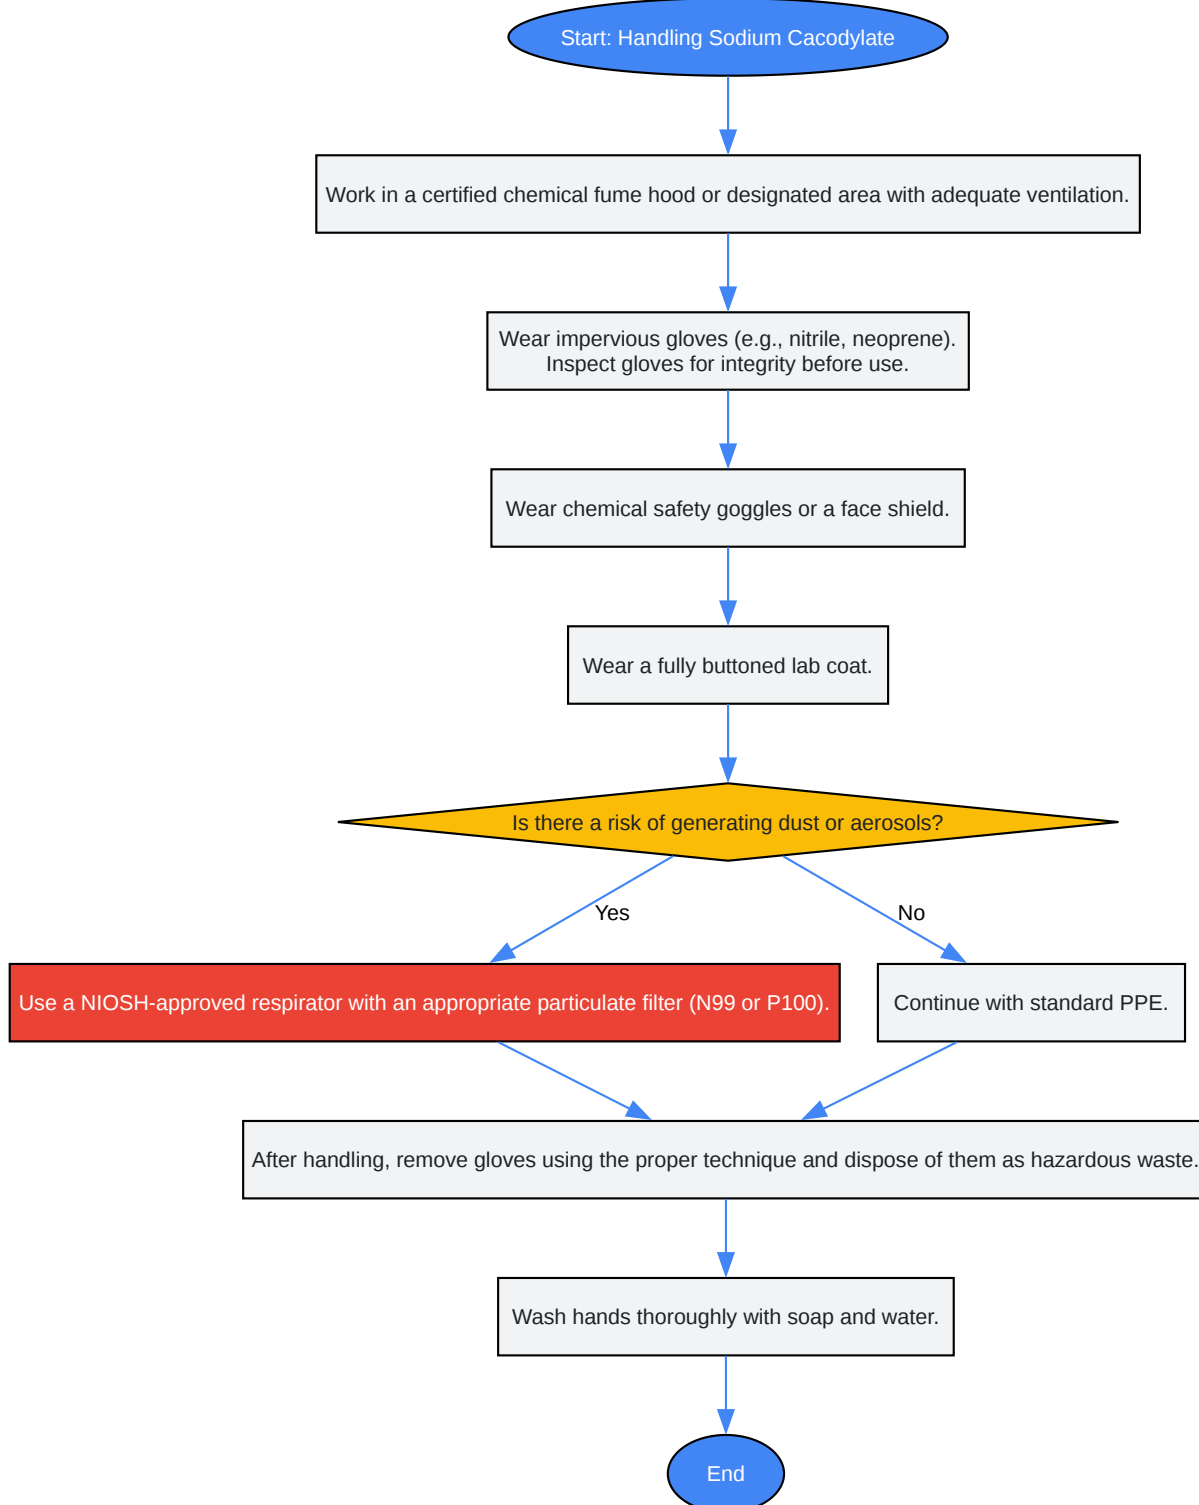 Start: Handling Sodium Cacodylate
Work in a certified chemical fume hood or designated area with adequate ventilation.
Wear impervious gloves (e.g., nitrile, neoprene).
Inspect gloves for integrity before use.
Wear chemical safety goggles or a face shield.
Wear a fully buttoned lab coat.
Is there a risk of generating dust or aerosols?
Yes
No
Use a NIOSH-approved respirator with an appropriate particulate filter (N99 or P100).
Continue with standard PPE.
After handling, remove gloves using the proper technique and dispose of them as hazardous waste.
Wash hands thoroughly with soap and water.
End